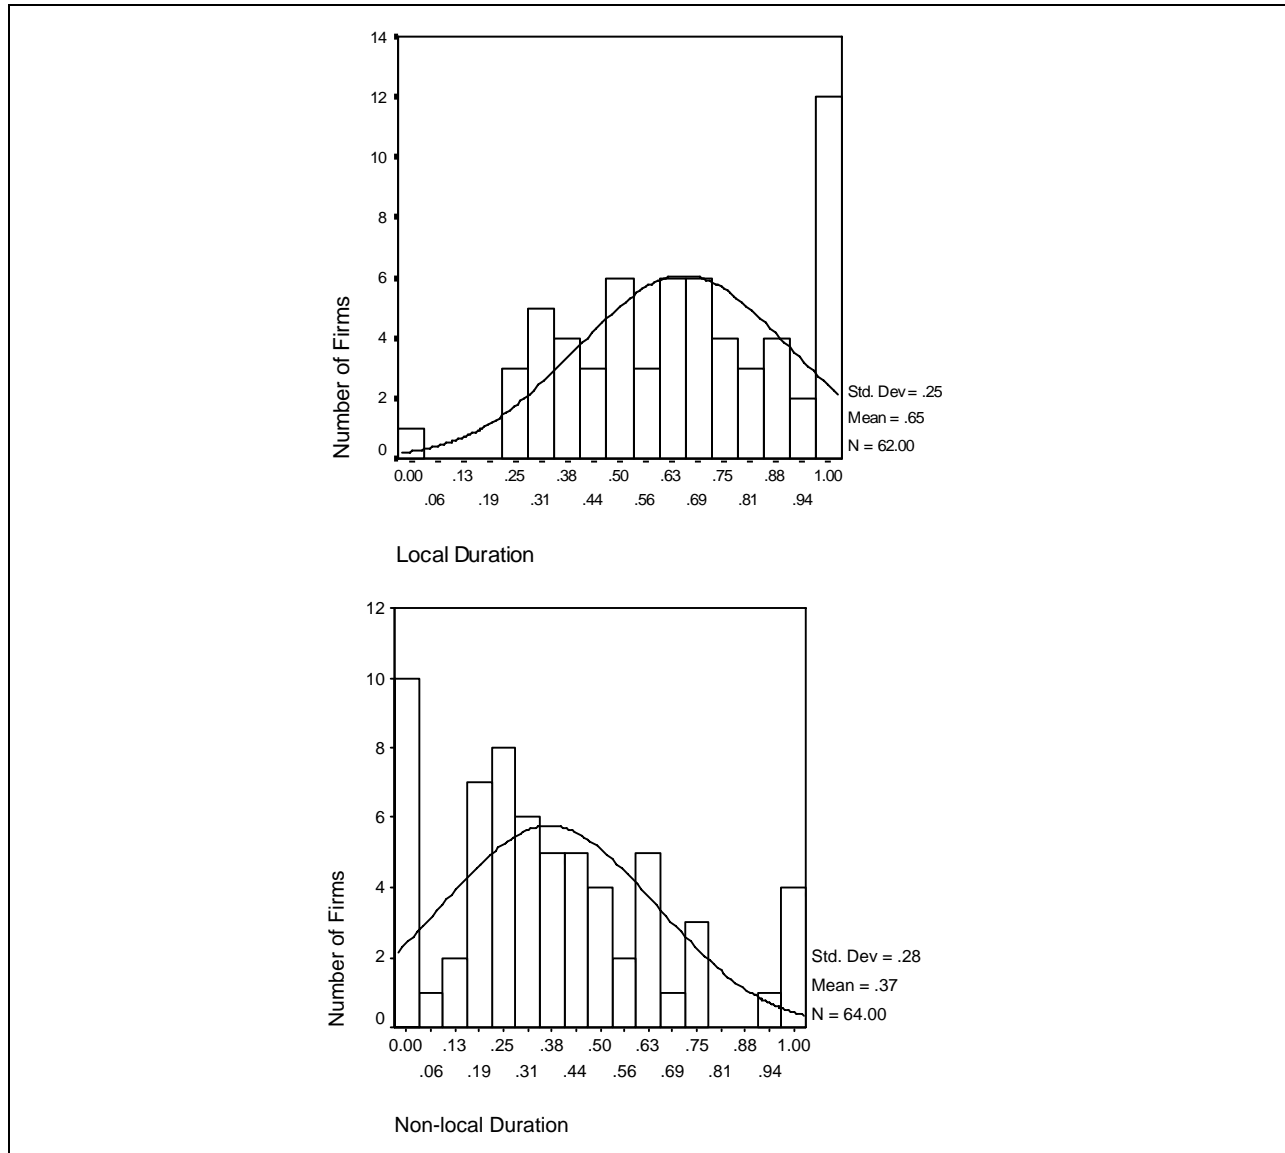 14
12
10
8
6
4
2
0
Number of Firms
Std. Dev = .25
Mean = .65
N = 62.00
0.00 .13 .25 .38 .50 .63 .75 .88 1.00
.06 .19 .31 .44 .56 .69 .81 .94
Local Duration
12
10
8
6
4
2
0
Number of Firms
Std. Dev = .28
Mean = .37
N = 64.00
0.00 .13 .25 .38 .50 .63 .75 .88 1.00
.06 .19 .31 .44 .56 .69 .81 .94
Non-local Duration